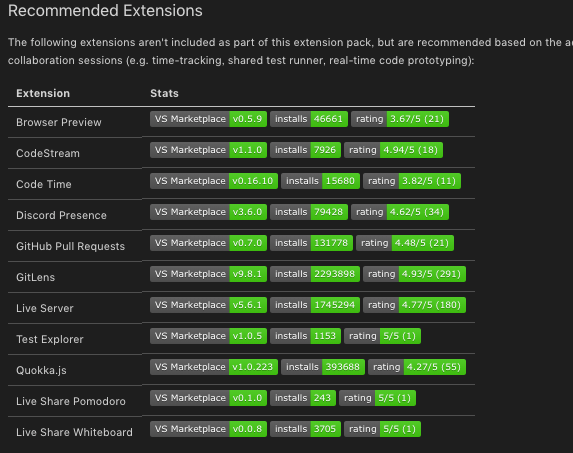 Recommended Extensions
The following extensions aren't included as part of this extension pack, but are recommended based on the a
collaboration sessions (e.g. time-tracking, shared test runner, real-time code prototyping):
Extension Stats
Browser Preview VS Marketplace v0.5.9 installs 46661 rating 3.67/5 (21)
CodeStream VS Marketplace v1.1.0 installs 7926 rating 4.94/5 (18)
Code Time VS Marketplace v0.16.10 installs 15680 rating 3.82/5 (11)
Discord Presence VS Marketplace v3.6.0 installs 79428 rating 4.62/5 (34)
GitHub Pull Requests VS Marketplace v0.7.0 installs 131778 rating 4.48/5 (21)
GitLens VS Marketplace v9.8.1 installs 2293898 rating 4.93/5 (291)
Live Server VS Marketplace v5.6.1 installs 1745294 rating 4.77/5 (180)
Test Explorer VS Marketplace v1.0.5 installs 1153 rating 5/5 (1)
Quokka.js VS Marketplace v1.0.223 installs 393688 rating 4.27/5 (55)
Live Share Pomodoro VS Marketplace v0.1.0 installs 243 rating 5/5 (1)
Live Share Whiteboard VS Marketplace v0.0.8 installs 3705 rating 5/5 (1)